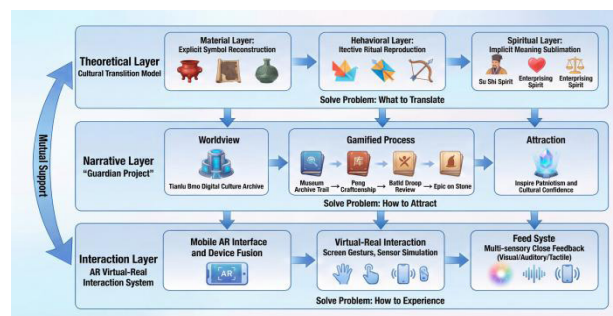 Theoretical Layer
Cultural Translition Model
Material Layer:
Explicit Symbol Reconstruction
Hehavioral Layer:
Itective Ritual Reproduction
Spiritual Layer:
Implicit Meaning Sublimation
Su Shi Spirit
Enterprising
Spirit
Enterprising
Spirit
Solve Problem: What to Translate
Mutual Support
Narrative Layer
"Guardian Project"
Worldview
Tianlu Bmo Digital Culture Archive
Gamified Process
Museum
Archive Trail
Peng
Craftcenship
Batld Droop
Review
Epic on Stone
Attraction
Inspire Patriotism and
Cultural Confidence
Solve Problem: How to Attract
Interaction Layer
AR Virtual-Real
Interaction System
Mobile AR Interface
and Device Fusion
AR
Virtual-Real Interaction
Screen Gesturs, Sensor Simulation
Feed Syste
Multi-sensory Close Feedback
(Visual/Auditory/Tactile)
Solve Problem: How to Experience